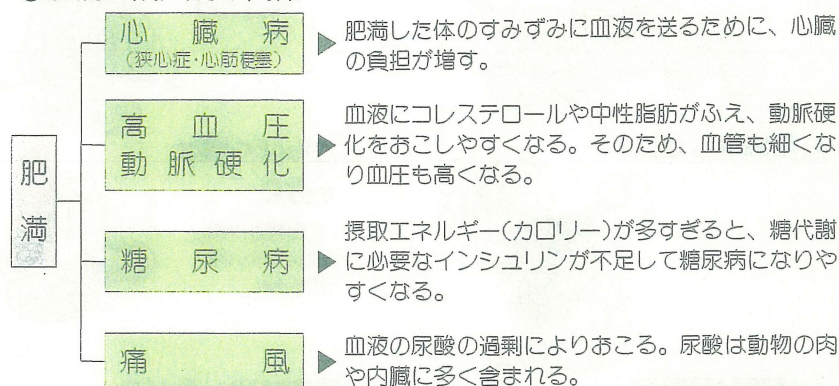 肥満
心臓病
(狭心症・心筋梗塞)
肥満した体のすみずみに血液を送るために、心臓
の負担が増す。
高血圧
動脈硬化
血液にコレステロールや中性脂肪がふえ、動脈硬
化をおこしやすくなる。そのため、血管も細くな
り血圧も高くなる。
糖尿病
摂取エネルギー(カロリー)が多すぎると、糖代謝
に必要なインシュリンが不足して糖尿病になりや
すくなる。
痛風
血液の尿酸の過剰によりおこる。尿酸は動物の肉
や内臓に多く含まれる。